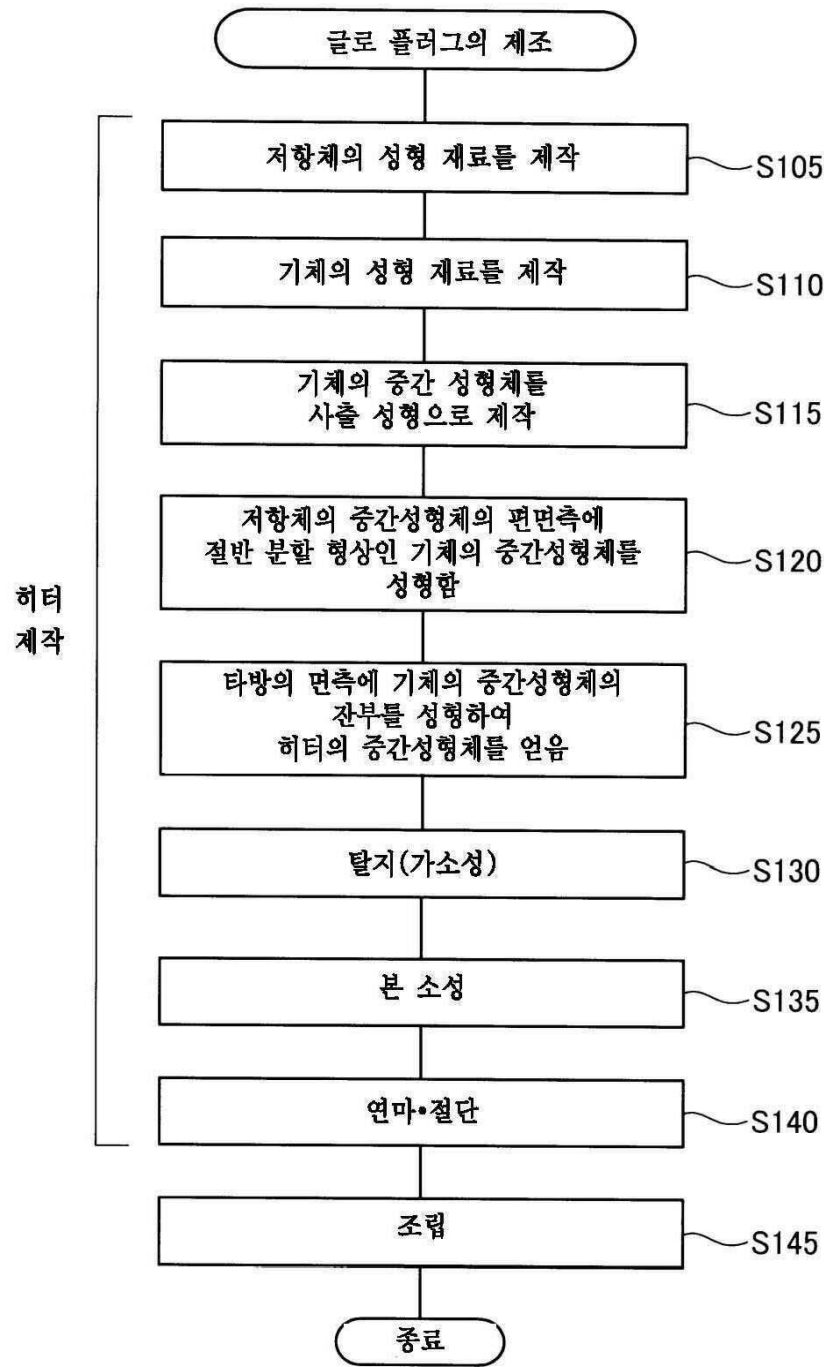 글로 플러그의 제조
저항체의 성형 재료를 제작
S105
기체의 성형 재료를 제작
S110
기체의 중간 성형체를
사출 성형으로 제작
S115
저항체의 중간성형체의 편면측에
절반 분할 형상인 기체의 중간성형체를
성형함
S120
히터
제작
타방의 면측에 기체의 중간성형체의
잔부를 성형하여
히터의 중간성형체를 얻음
S125
탈지(가소성)
S130
본 소성
S135
연마•절단
S140
조립
S145
종료